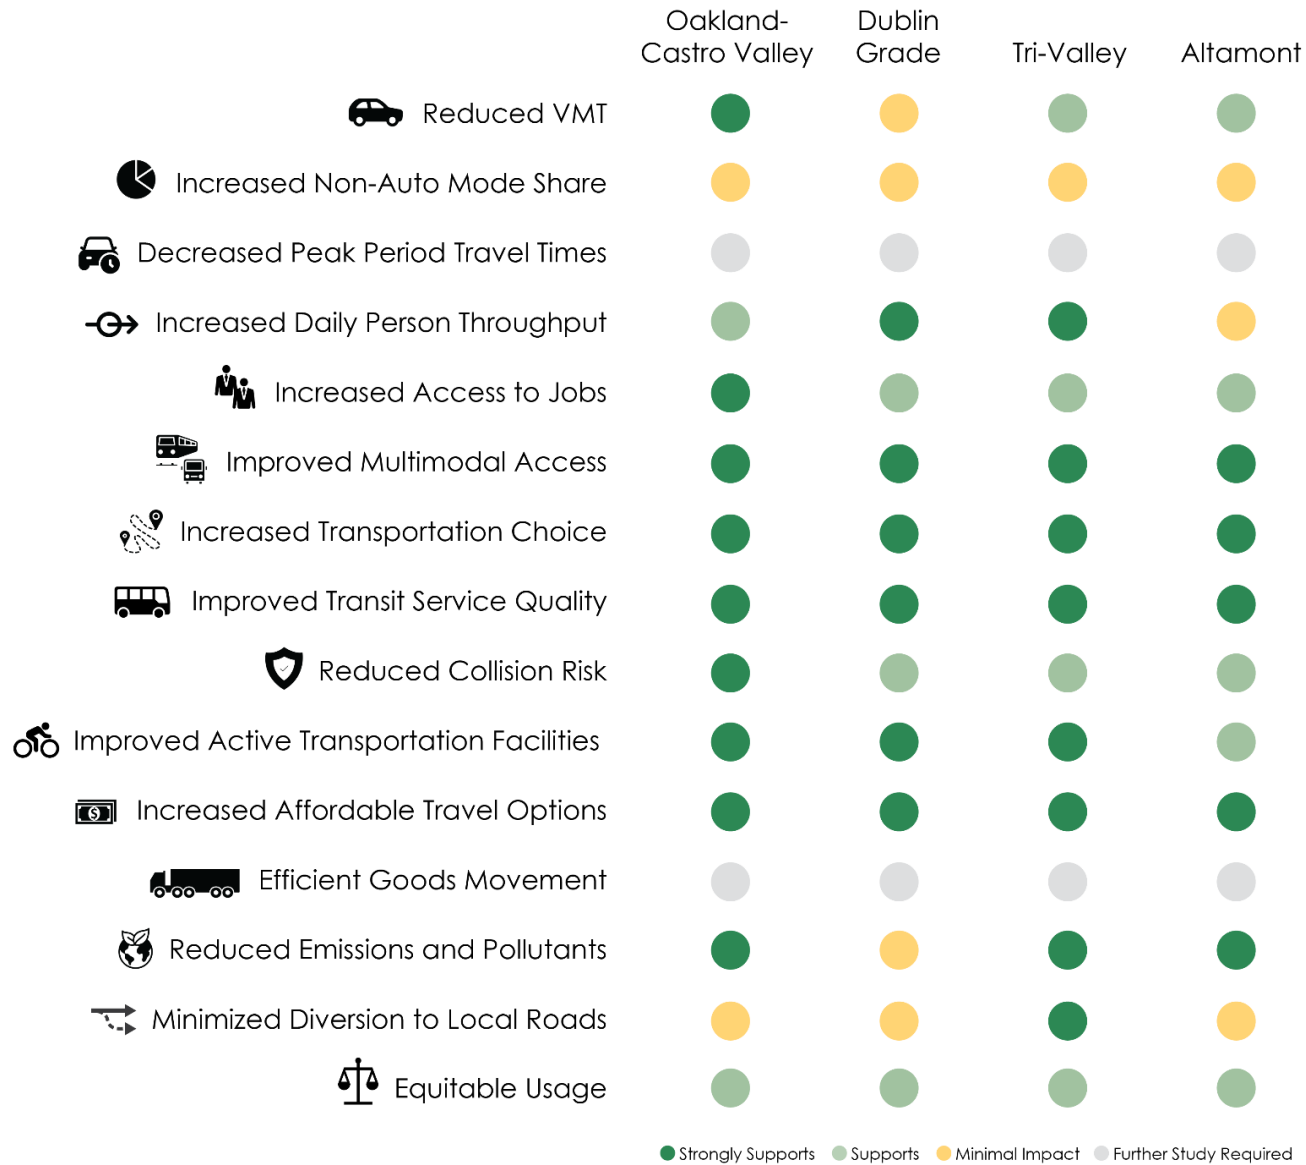 Oakland-
Castro Valley
Dublin
Grade
Tri-Valley
Altamont
Reduced VMT
Increased Non-Auto Mode Share
Decreased Peak Period Travel Times
Increased Daily Person Throughput
Increased Access to Jobs
Improved Multimodal Access
Increased Transportation Choice
Improved Transit Service Quality
Reduced Collision Risk
Improved Active Transportation Facilities
$
Increased Affordable Travel Options
Efficient Goods Movement
Reduced Emissions and Pollutants
Minimized Diversion to Local Roads
Equitable Usage
Strongly Supports Supports Minimal Impact Further Study Required